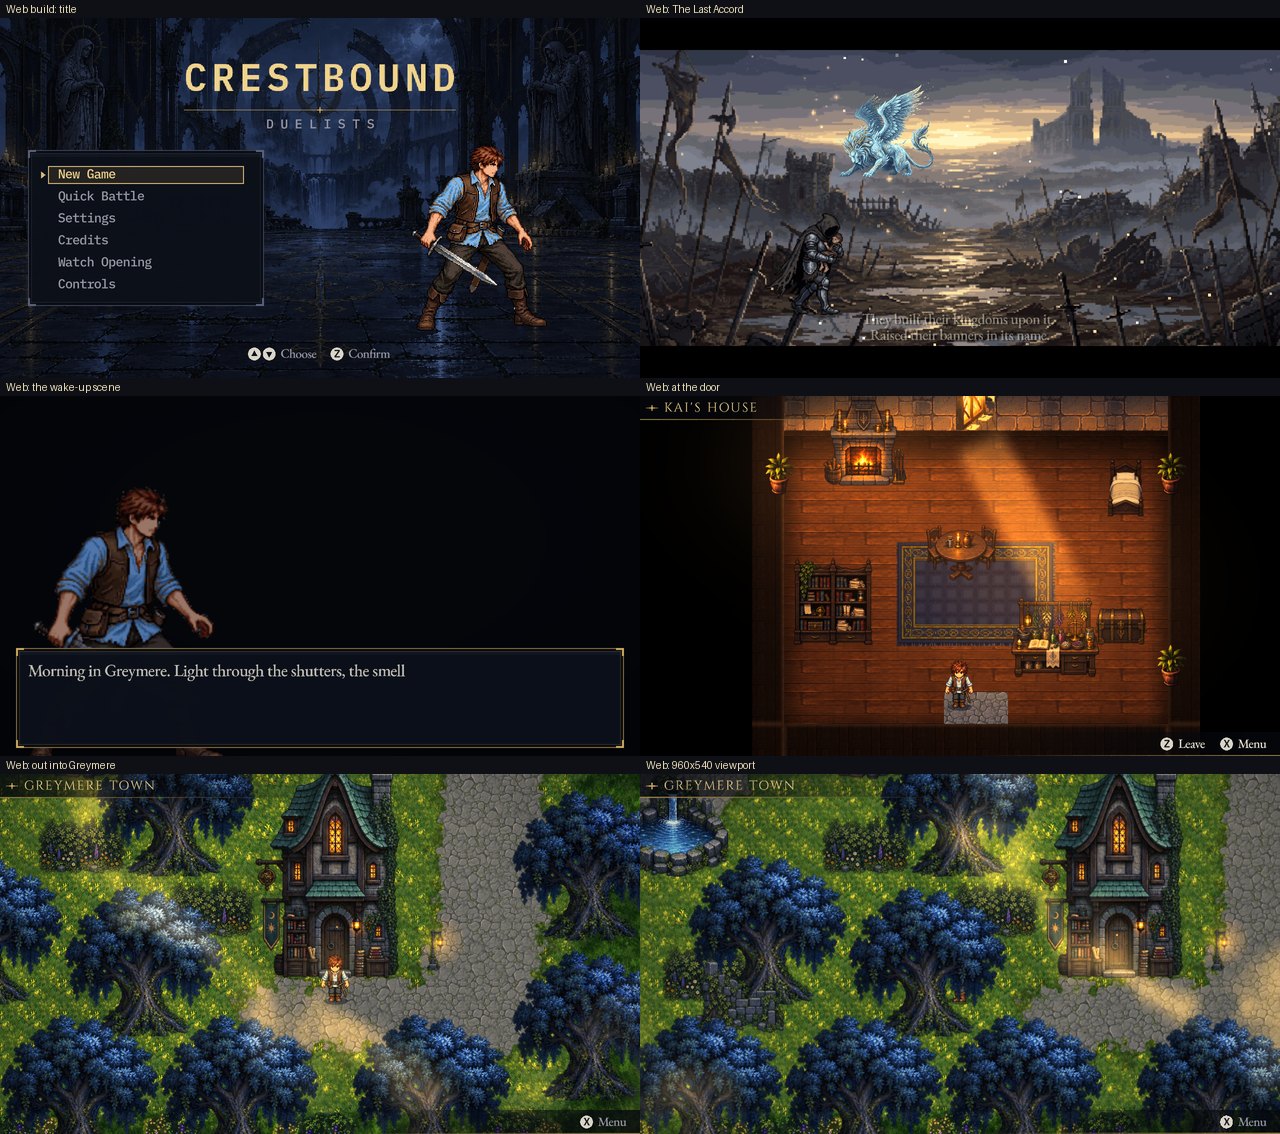 Web build: title
CRESTBOUND
DUELISTS
New Game
Quick Battle
Settings
Credits
Watch Opening
Controls
Choose
Z Confirm
Web: The Last Accord
They built their kingdoms upon it.
Raised their banners in its name.
Web: the wake-up scene
Morning in Greymere. Light through the shutters, the smell
Web: at the door
KAI'S HOUSE
Z Leave X Menu
Web: out into Greymere
GREYMERE TOWN
X Menu
Web: 960x540 viewport
GREYMERE TOWN
X Menu